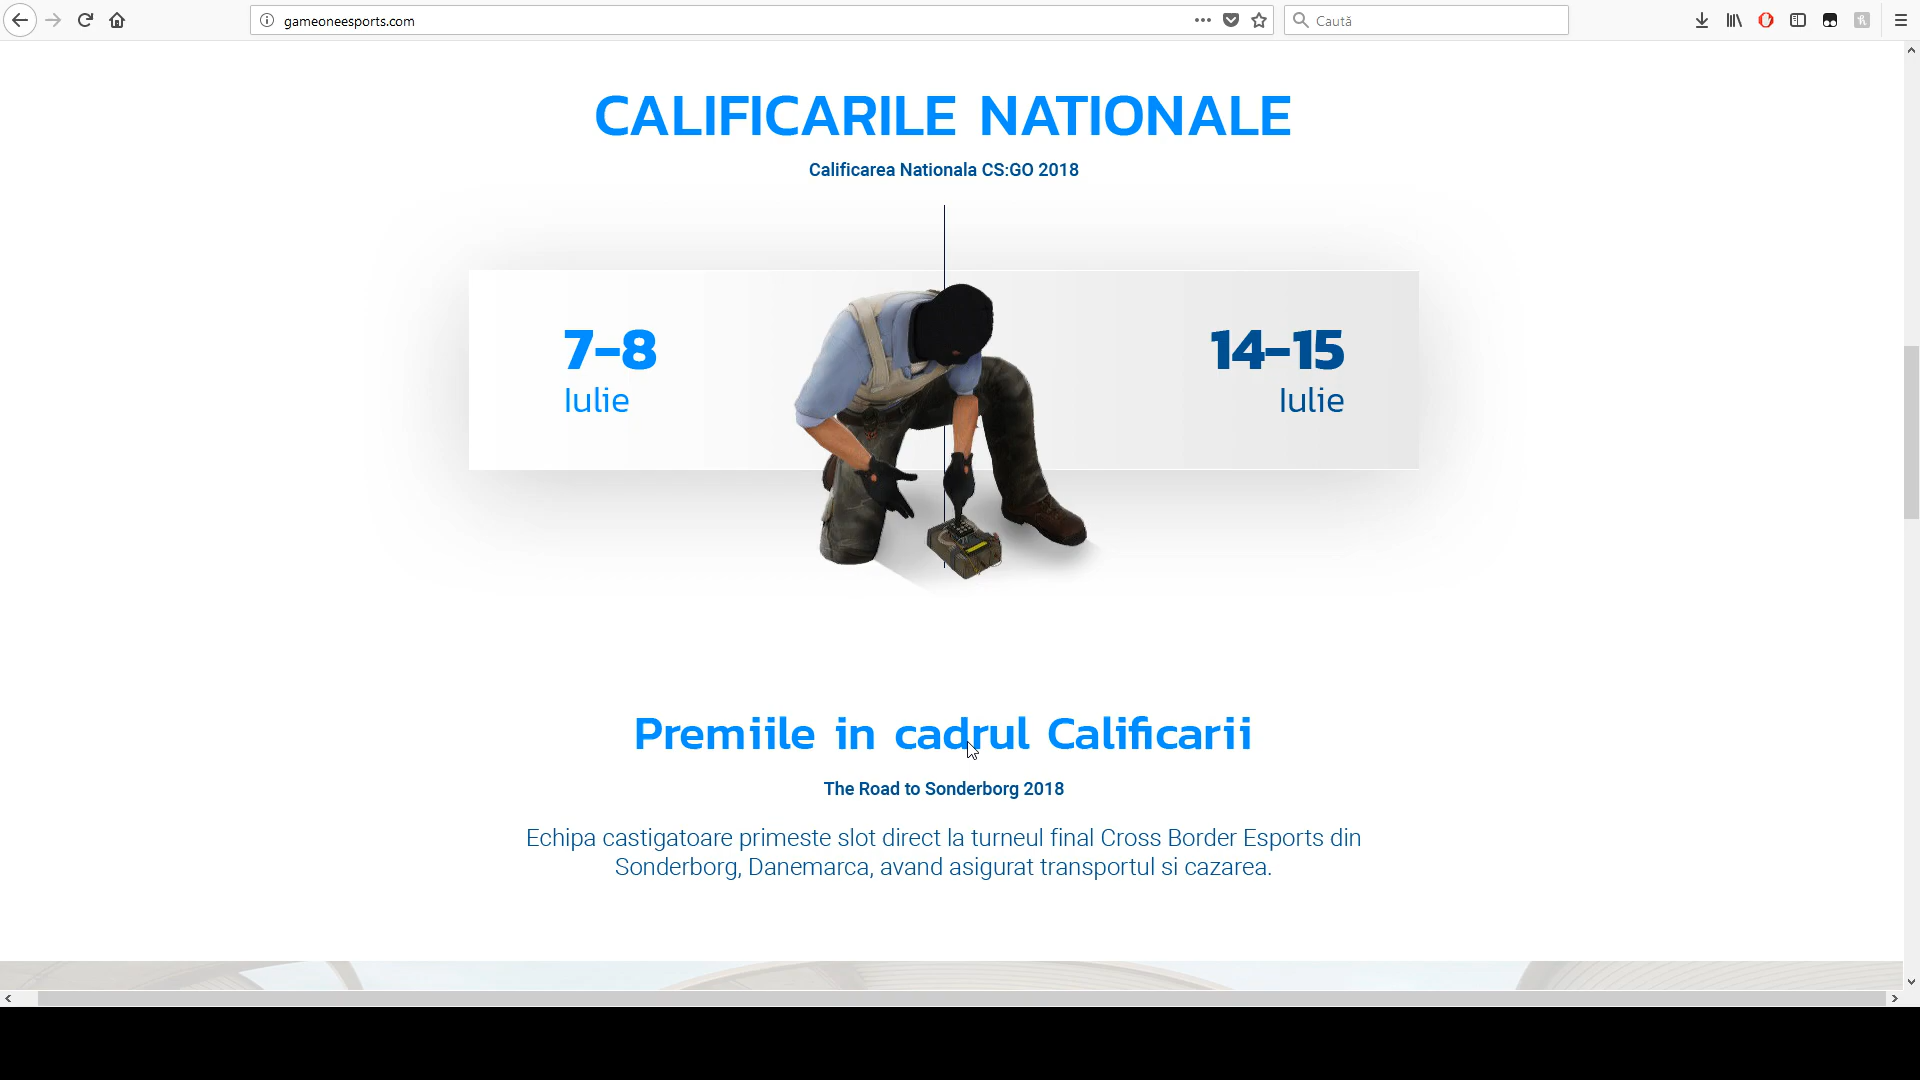 gameoneesports.com
Caută
CALIFICARILE NATIONALE
Calificarea Nationala CS:GO 2018
7-8
Iulie
14-15
Iulie
Premiile in cadrul Calificarii
The Road to Sonderborg 2018
Echipa castigatoare primeste slot direct la turneul final Cross Border Esports din
Sonderborg, Danemarca, avand asigurat transportul si cazarea.